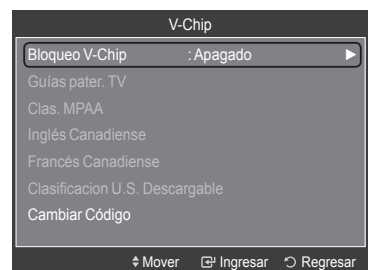 V-Chip
Bloqueo V-Chip : Apagado ►
Guías pater. TV
Clas. MPAA
Inglés Canadiense
Francés Canadiense
Clasificacion U.S. Descargable
Cambiar Código
Mover Ingresar Regresar